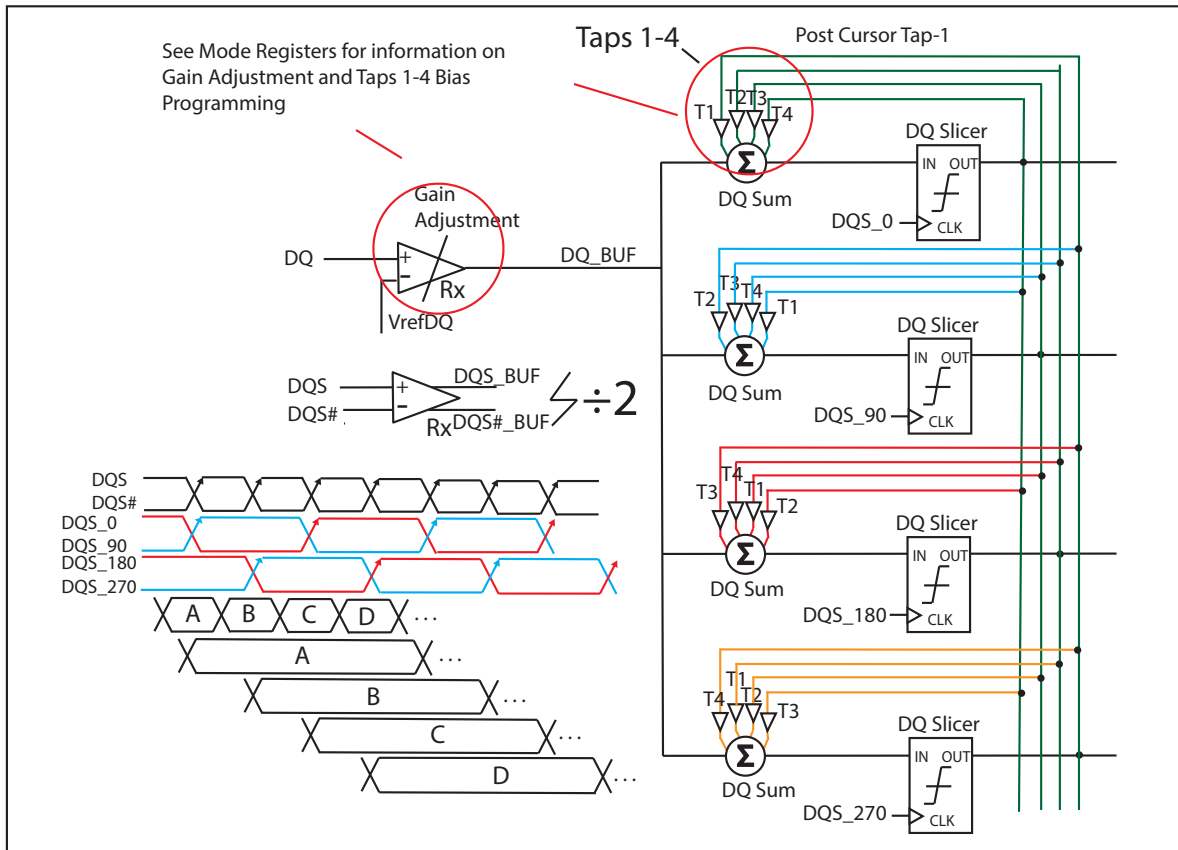 See Mode Registers for information on
Gain Adjustment and Taps 1-4 Bias
Programming
Taps 1-4
Post Cursor Tap-1
T1
T2
T3
T4
Σ
DQ Sum
DQ Slicer
IN OUT
CLK
DQS_0
Gain
Adjustment
DQ
+
−
Rx
VrefDQ
DQ_BUF
T2
T3
T4
T1
Σ
DQ Sum
DQ Slicer
IN OUT
CLK
DQS_90
DQS
DQS#
+
−
Rx
DQS_BUF
DQS#_BUF
÷2
T3
T4
T1
T2
Σ
DQ Sum
DQ Slicer
IN OUT
CLK
DQS_180
DQS
DQS#
DQS_0
DQS_90
DQS_180
DQS_270
A B C D ...
A ...
B ...
C ...
D ...
T4
T1
T2
T3
Σ
DQ Sum
DQ Slicer
IN OUT
CLK
DQS_270